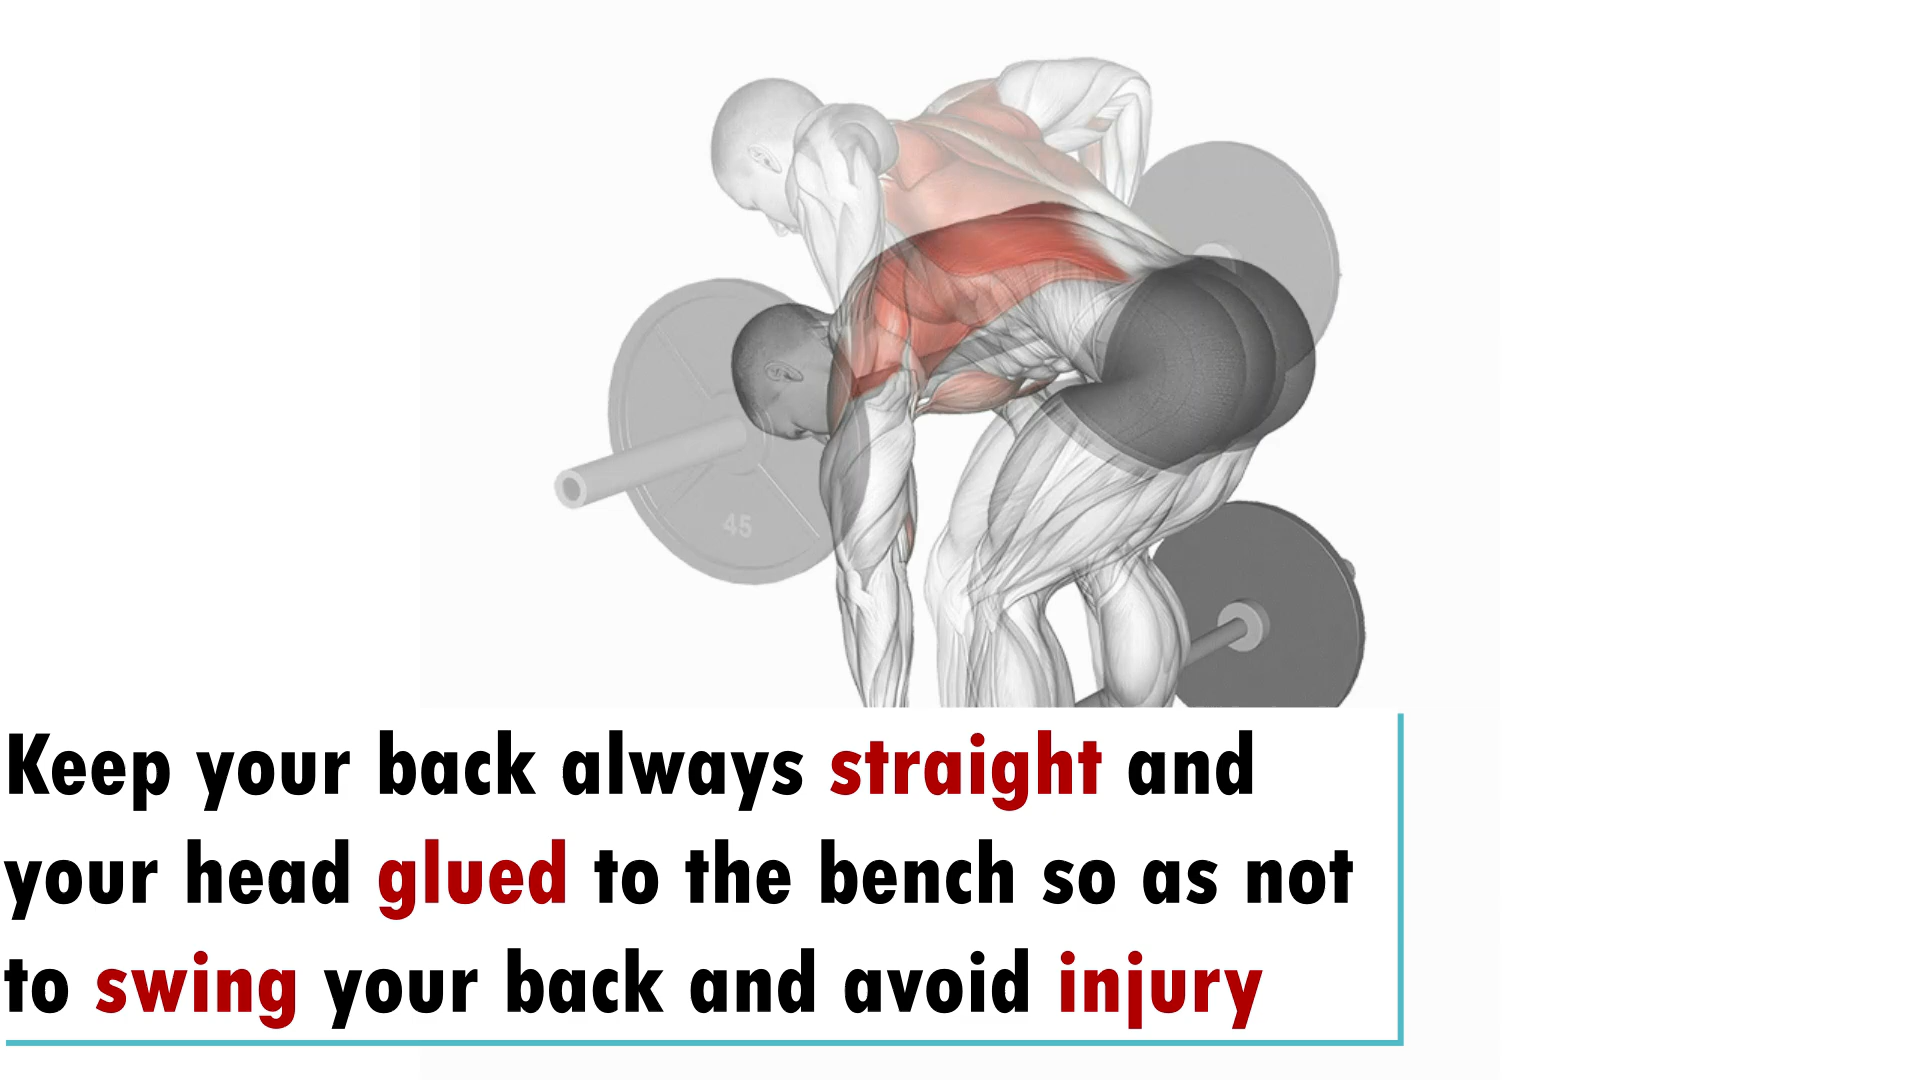 45
Keep your back always straight and
your head glued to the bench so as not
to swing your back and avoid injury